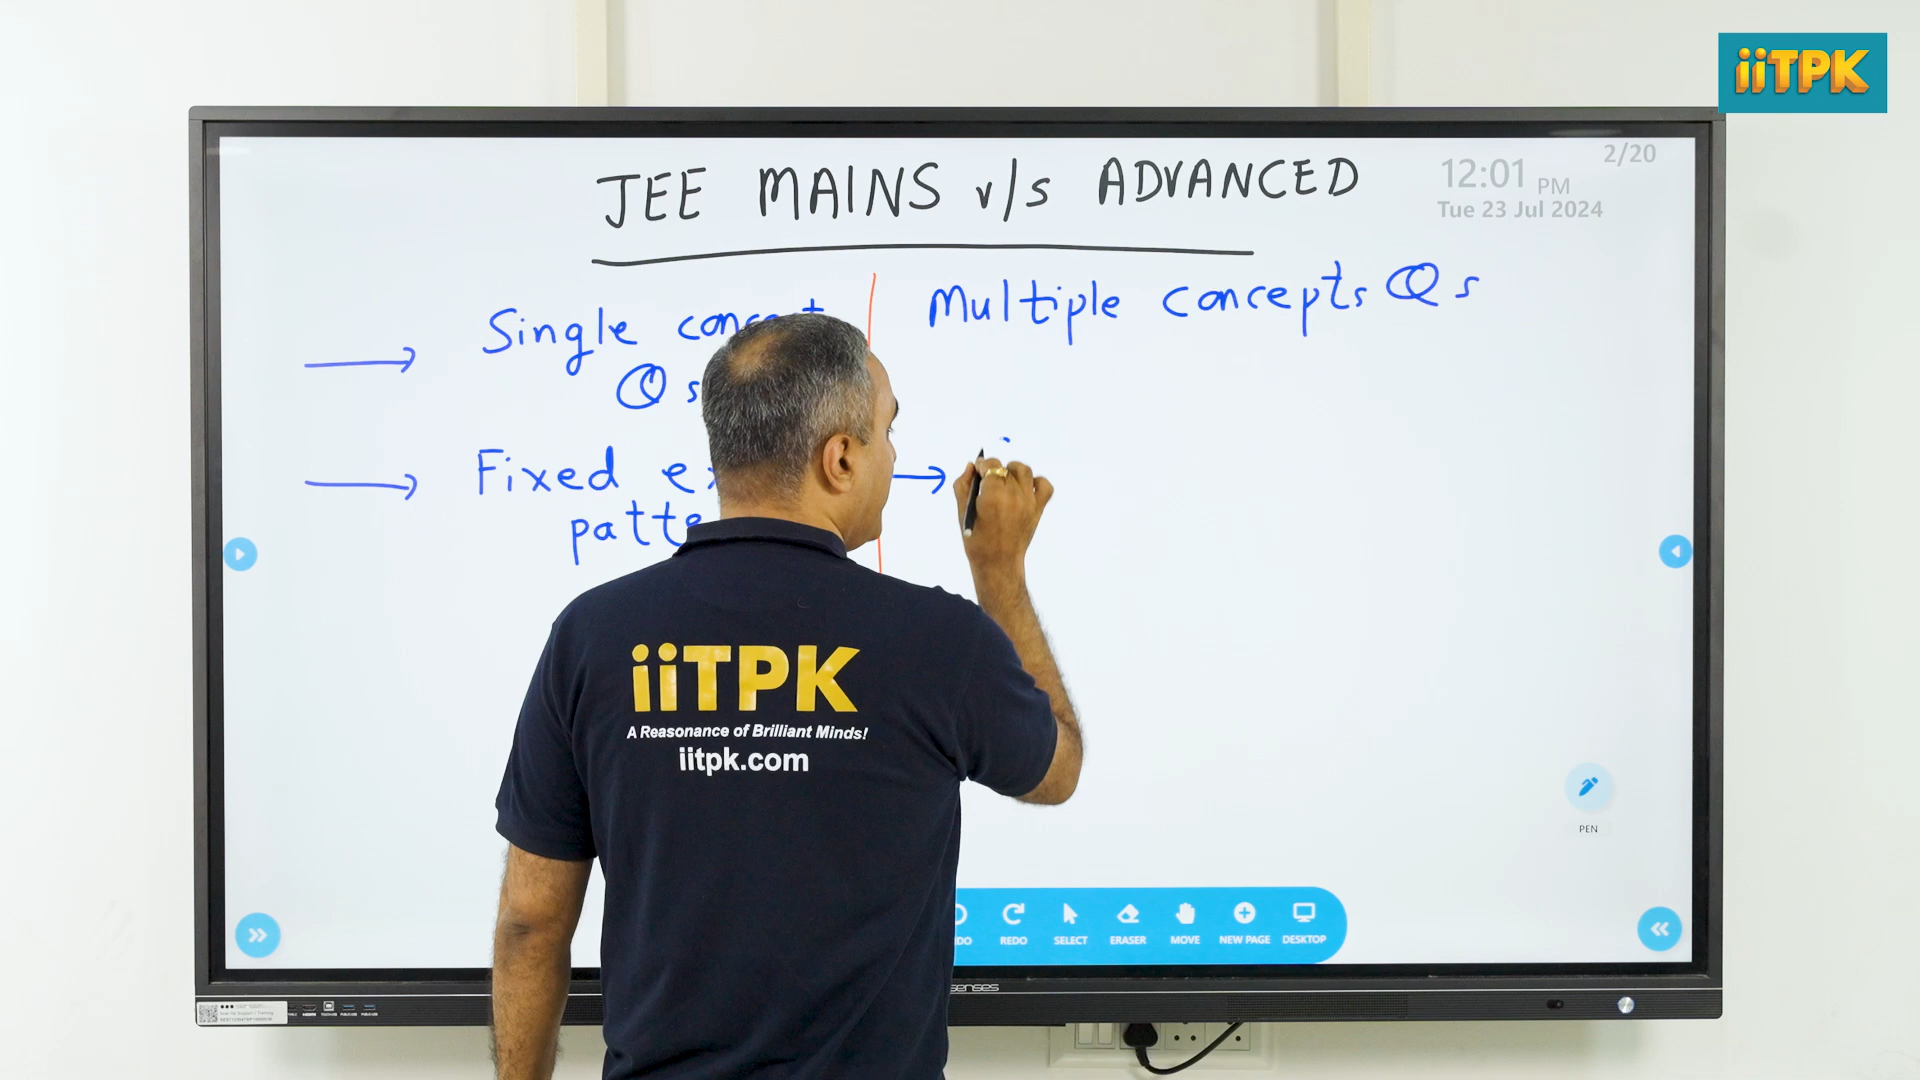 iiTPK
JEE MAINS v/s ADVANCED
12:01 PM
2/20
Tue 23 Jul 2024
Single
Qs
Multiple concepts Qs
Fixed
iiTPK
A Reasonance of Brilliant Minds!
iitpk.com
PEN
REDO
SELECT
ERASER
MOVE
NEW PAGE
DESKTOP